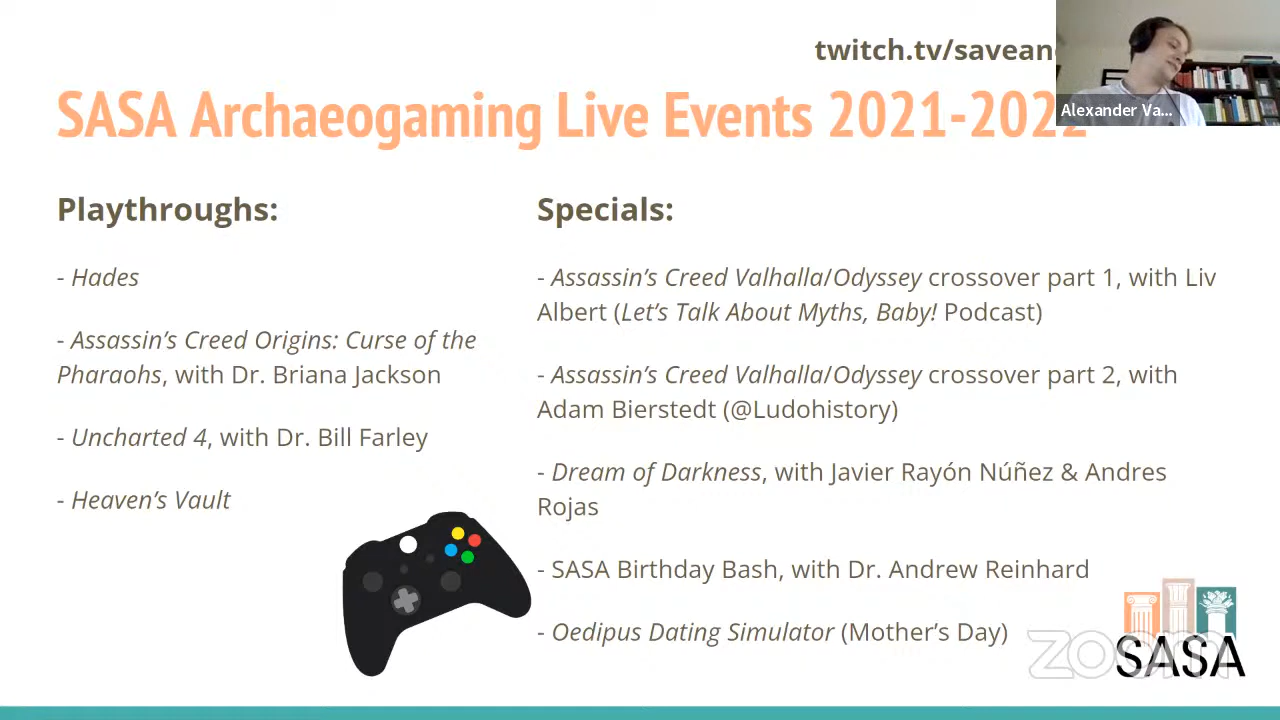 twitch.tv/savean
SASA Archaeogaming Live Events 2021-2022
Alexander Va...
Playthroughs:
- Hades
- Assassin's Creed Origins: Curse of the
Pharaohs, with Dr. Briana Jackson
- Uncharted 4, with Dr. Bill Farley
- Heaven's Vault
Specials:
- Assassin's Creed Valhalla/Odyssey crossover part 1, with Liv
Albert (Let's Talk About Myths, Baby! Podcast)
- Assassin's Creed Valhalla/Odyssey crossover part 2, with
Adam Bierstedt (@Ludohistory)
- Dream of Darkness, with Javier Rayón Núñez & Andres
Rojas
- SASA Birthday Bash, with Dr. Andrew Reinhard
- Oedipus Dating Simulator (Mother's Day)
zoom
SASA